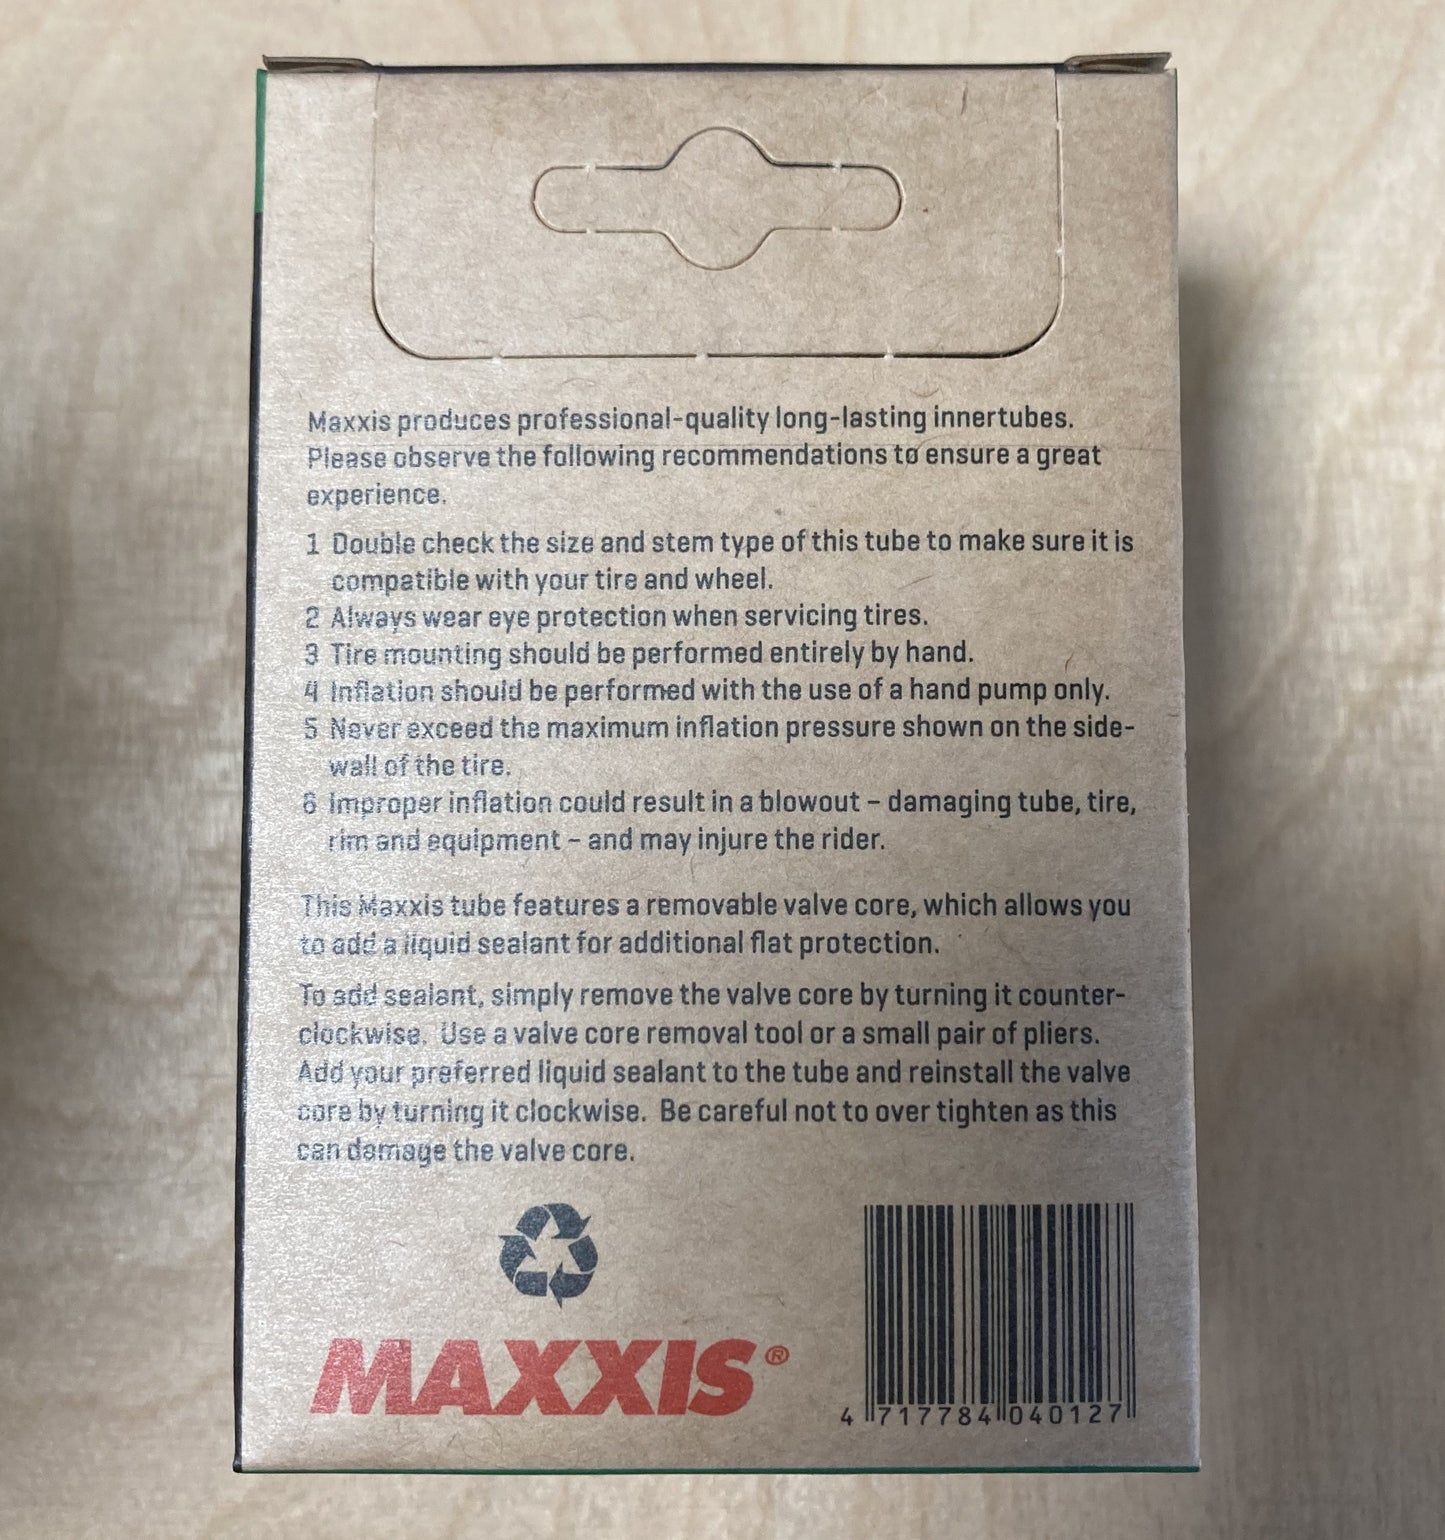 Maxxis produces professional-quality long-lasting innertubes.
Please observe the following recommendations to ensure a great
experience.
1 Double check the size and stem type of this tube to make sure it is
compatible with your tire and wheel.
2 Always wear eye protection when servicing tires.
3 Tire mounting should be performed entirely by hand.
4 Inflation should be performed with the use of a hand pump only.
5 Never exceed the maximum inflation pressure shown on the side-
wall of the tire.
6 Improper inflation could result in a blowout – damaging tube, tire,
rim and equipment – and may injure the rider.
This Maxxis tube features a removable valve core, which allows you
to add a liquid sealant for additional flat protection.
To add sealant, simply remove the valve core by turning it counter-
clockwise. Use a valve core removal tool or a small pair of pliers.
Add your preferred liquid sealant to the tube and reinstall the valve
core by turning it clockwise. Be careful not to over tighten as this
can damage the valve core.
MAXXIS®
4 717784 040127